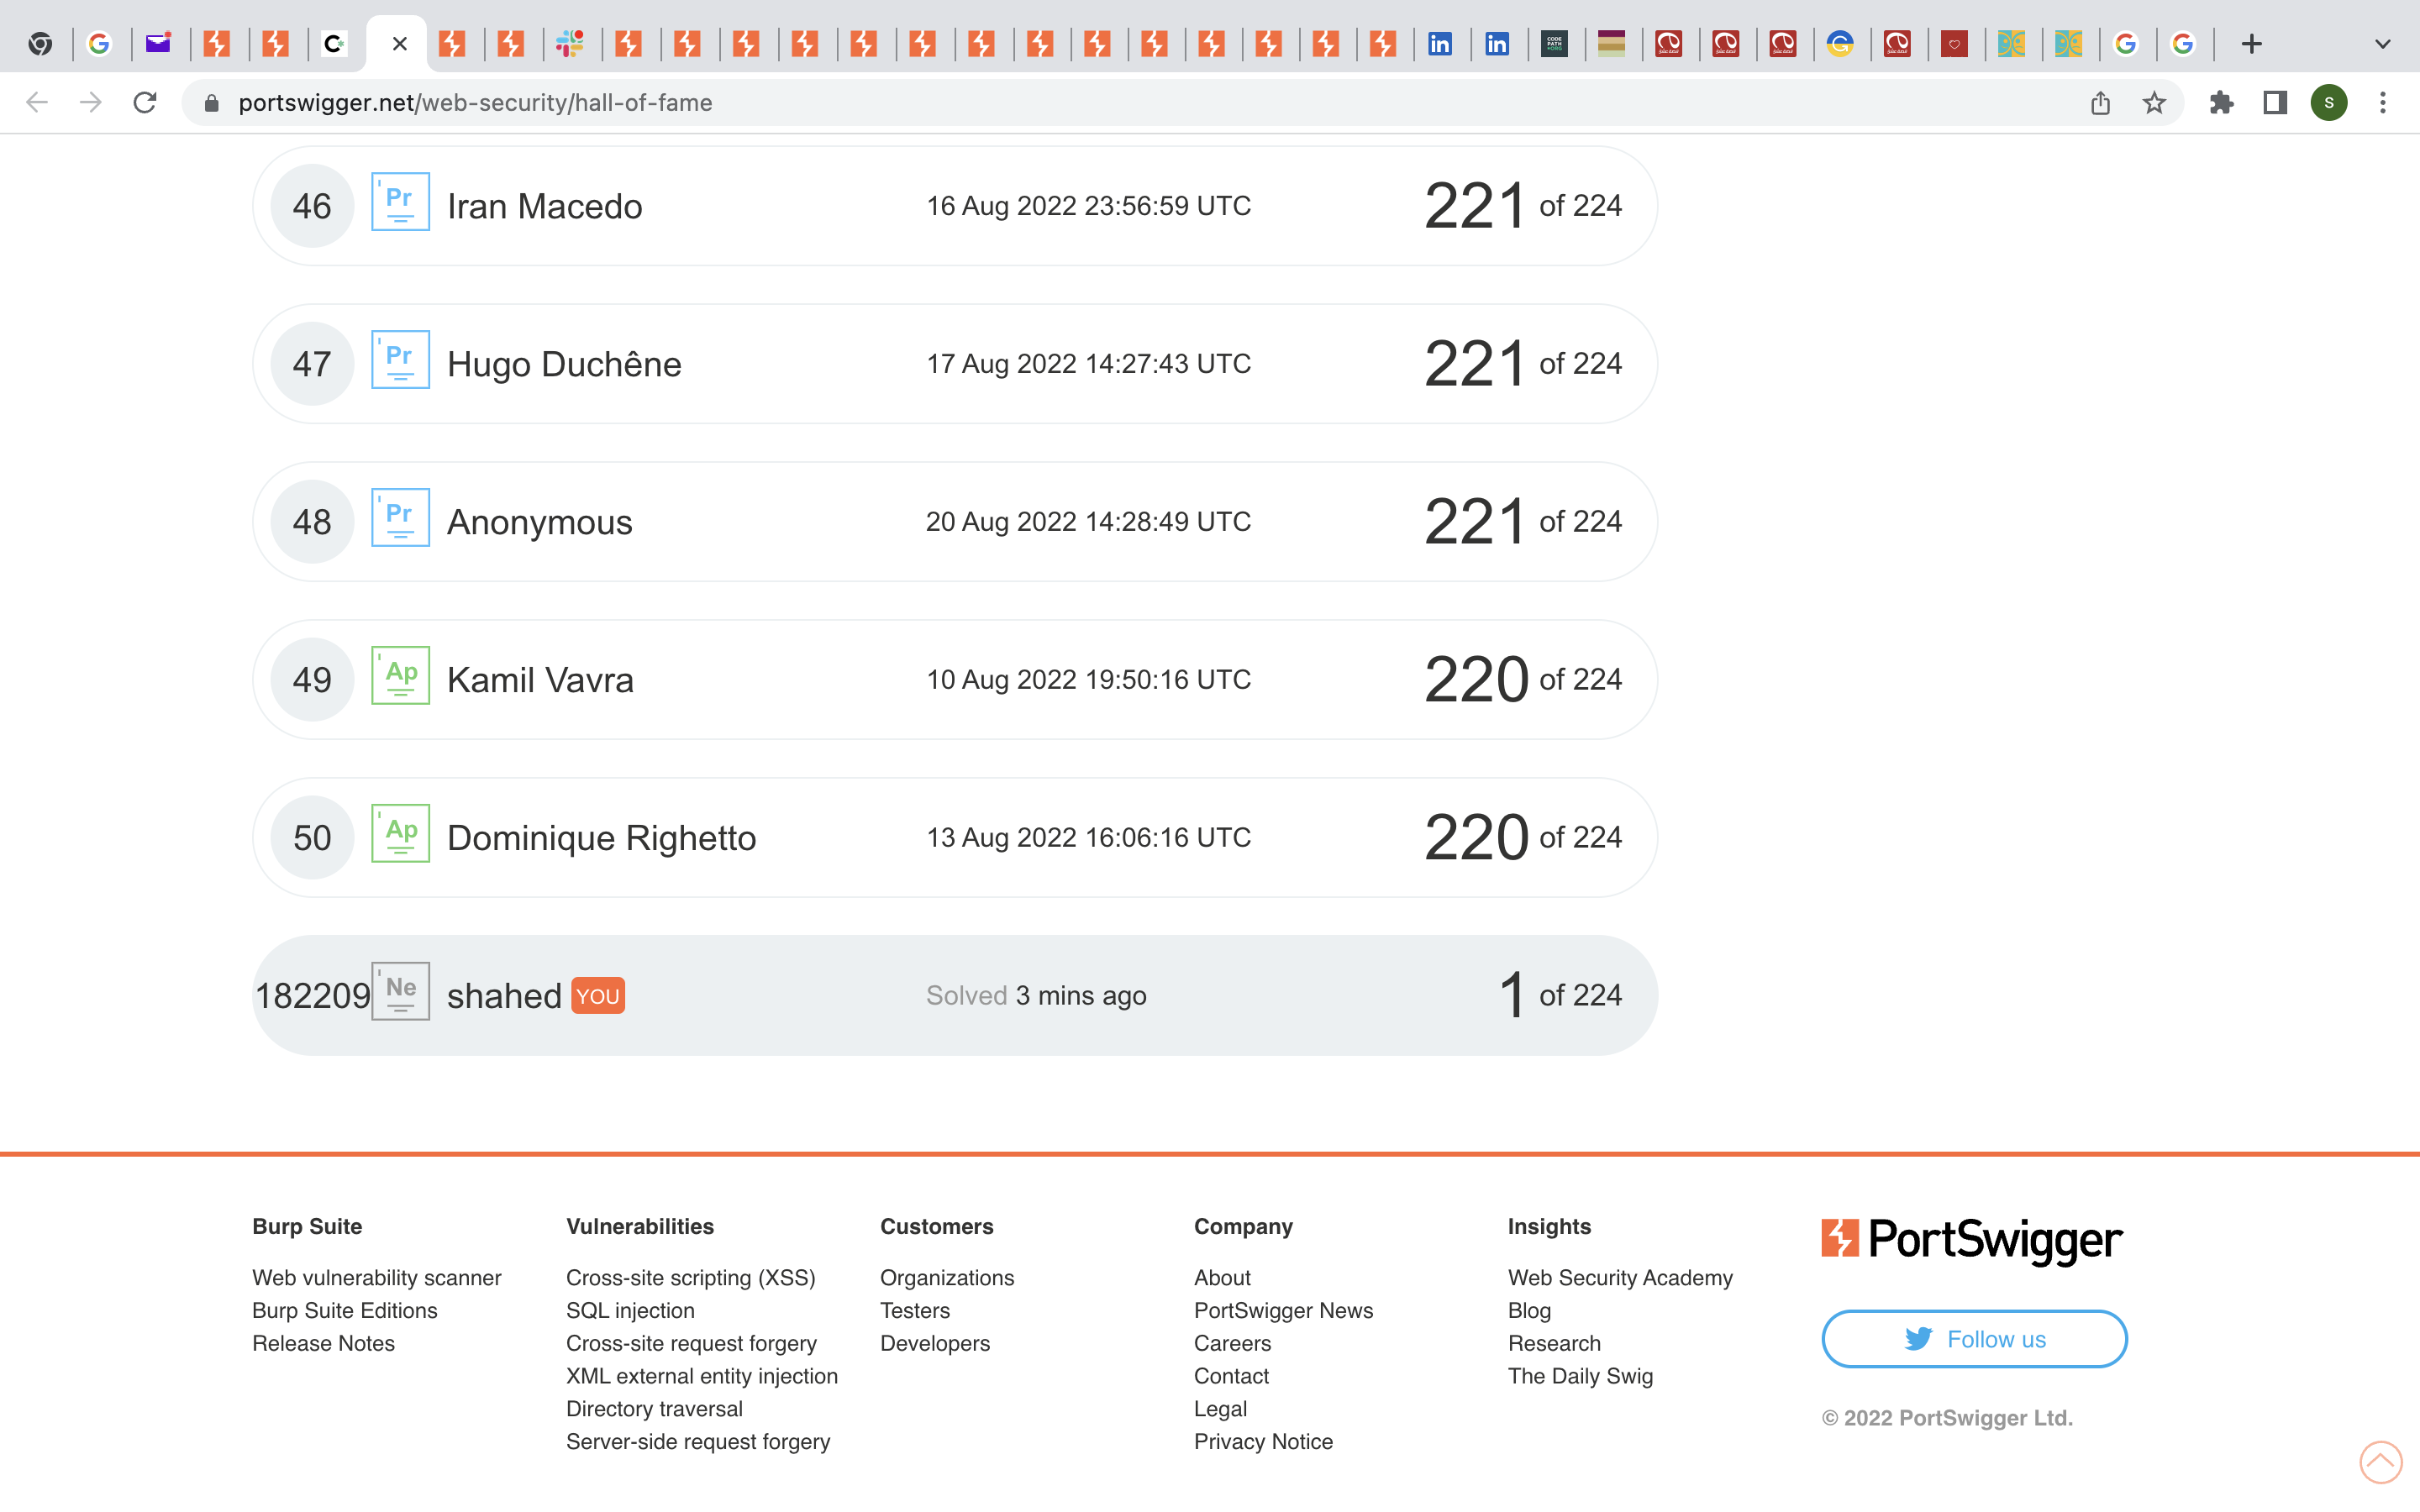 portswigger.net/web-security/hall-of-fame
S
46 Pr Iran Macedo 16 Aug 2022 23:56:59 UTC 221 of 224
47 Pr Hugo Duchêne 17 Aug 2022 14:27:43 UTC 221 of 224
48 Pr Anonymous 20 Aug 2022 14:28:49 UTC 221 of 224
49 Ap Kamil Vavra 10 Aug 2022 19:50:16 UTC 220 of 224
50 Ap Dominique Righetto 13 Aug 2022 16:06:16 UTC 220 of 224
182209 Ne shahed YOU Solved 3 mins ago 1 of 224
Burp Suite
Web vulnerability scanner
Burp Suite Editions
Release Notes
Vulnerabilities
Cross-site scripting (XSS)
SQL injection
Cross-site request forgery
XML external entity injection
Directory traversal
Server-side request forgery
Customers
Organizations
Testers
Developers
Company
About
PortSwigger News
Careers
Contact
Legal
Privacy Notice
Insights
Web Security Academy
Blog
Research
The Daily Swig
PortSwigger
Follow us
© 2022 PortSwigger Ltd.